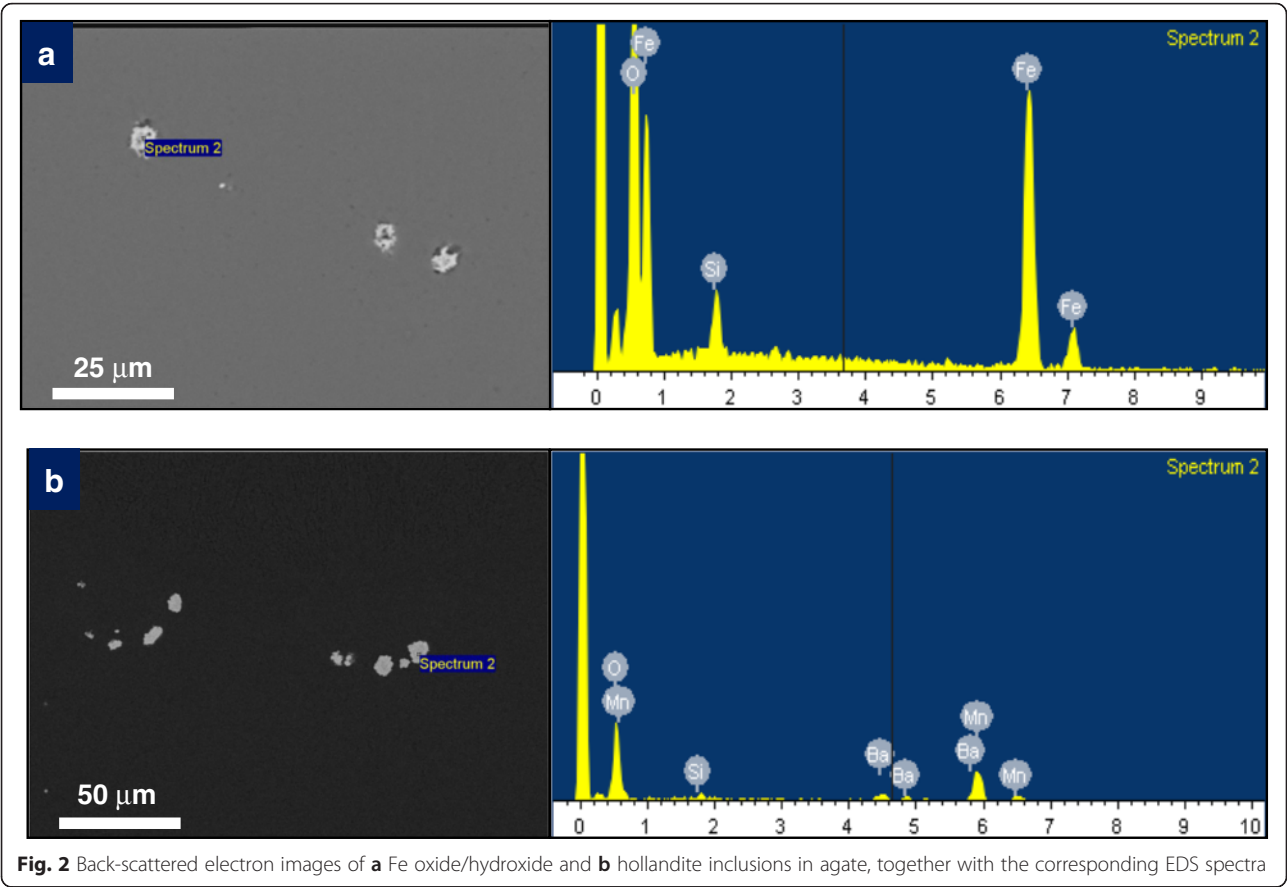 a
Spectrum 2
25 μm
Spectrum 2
Fe
O
Fe
Si
Fe
0 1 2 3 4 5 6 7 8 9
b
Spectrum 2
50 μm
Spectrum 2
O
Mn
Si
Ba
Ba
Mn
Ba
Mn
0 1 2 3 4 5 6 7 8 9 10
Fig. 2 Back-scattered electron images of a Fe oxide/hydroxide and b hollandite inclusions in agate, together with the corresponding EDS spectra